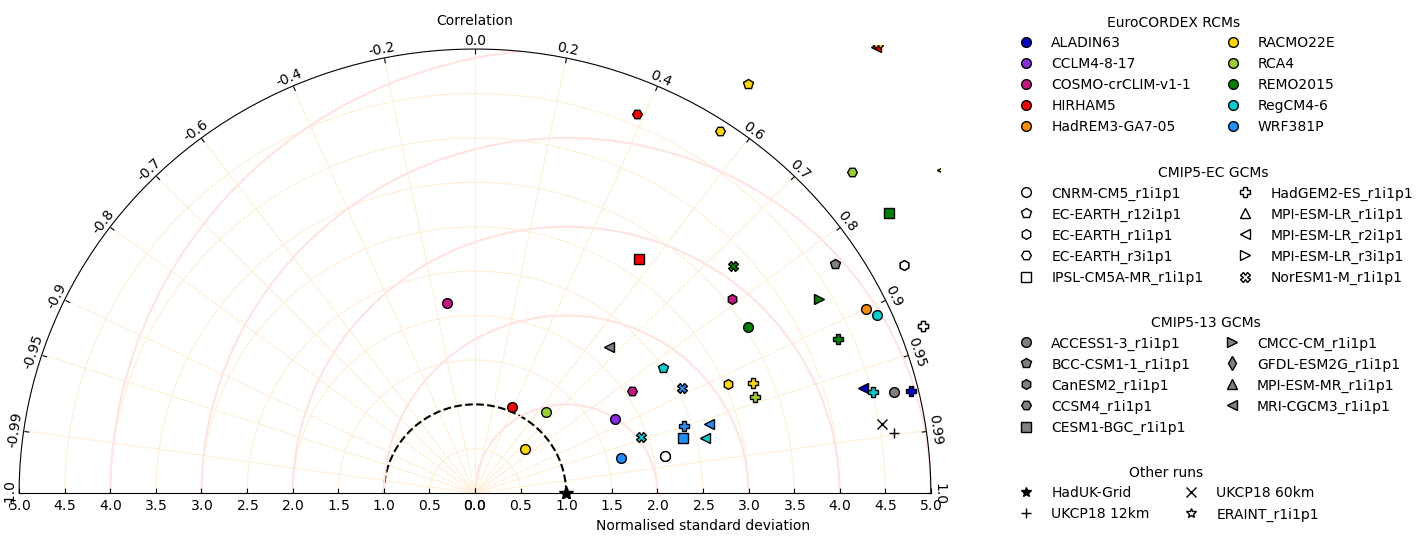 Correlation
0.0
-0.2
0.2
-0.4
0.4
-0.6
0.6
-0.7
0.7
-0.8
0.8
-0.9
0.9
-0.95
0.95
-0.99
0.99
-1.0
1.0
5.0 4.5 4.0 3.5 3.0 2.5 2.0 1.5 1.0 0.5 0.0 0.5 1.0 1.5 2.0 2.5 3.0 3.5 4.0 4.5 5.0
Normalised standard deviation
EuroCORDEX RCMs
ALADIN63
CCLM4-8-17
COSMO-crCLIM-v1-1
HIRHAM5
HadREM3-GA7-05
RACMO22E
RCA4
REMO2015
RegCM4-6
WRF381P
CMIP5-EC GCMs
CNRM-CM5_r1i1p1
EC-EARTH_r12i1p1
EC-EARTH_r1i1p1
EC-EARTH_r3i1p1
IPSL-CM5A-MR_r1i1p1
HadGEM2-ES_r1i1p1
MPI-ESM-LR_r1i1p1
MPI-ESM-LR_r2i1p1
MPI-ESM-LR_r3i1p1
NorESM1-M_r1i1p1
CMIP5-13 GCMs
ACCESS1-3_r1i1p1
BCC-CSM1-1_r1i1p1
CanESM2_r1i1p1
CCSM4_r1i1p1
CESM1-BGC_r1i1p1
CMCC-CM_r1i1p1
GFDL-ESM2G_r1i1p1
MPI-ESM-MR_r1i1p1
MRI-CGCM3_r1i1p1
Other runs
HadUK-Grid
UKCP18 12km
UKCP18 60km
ERAINT_r1i1p1